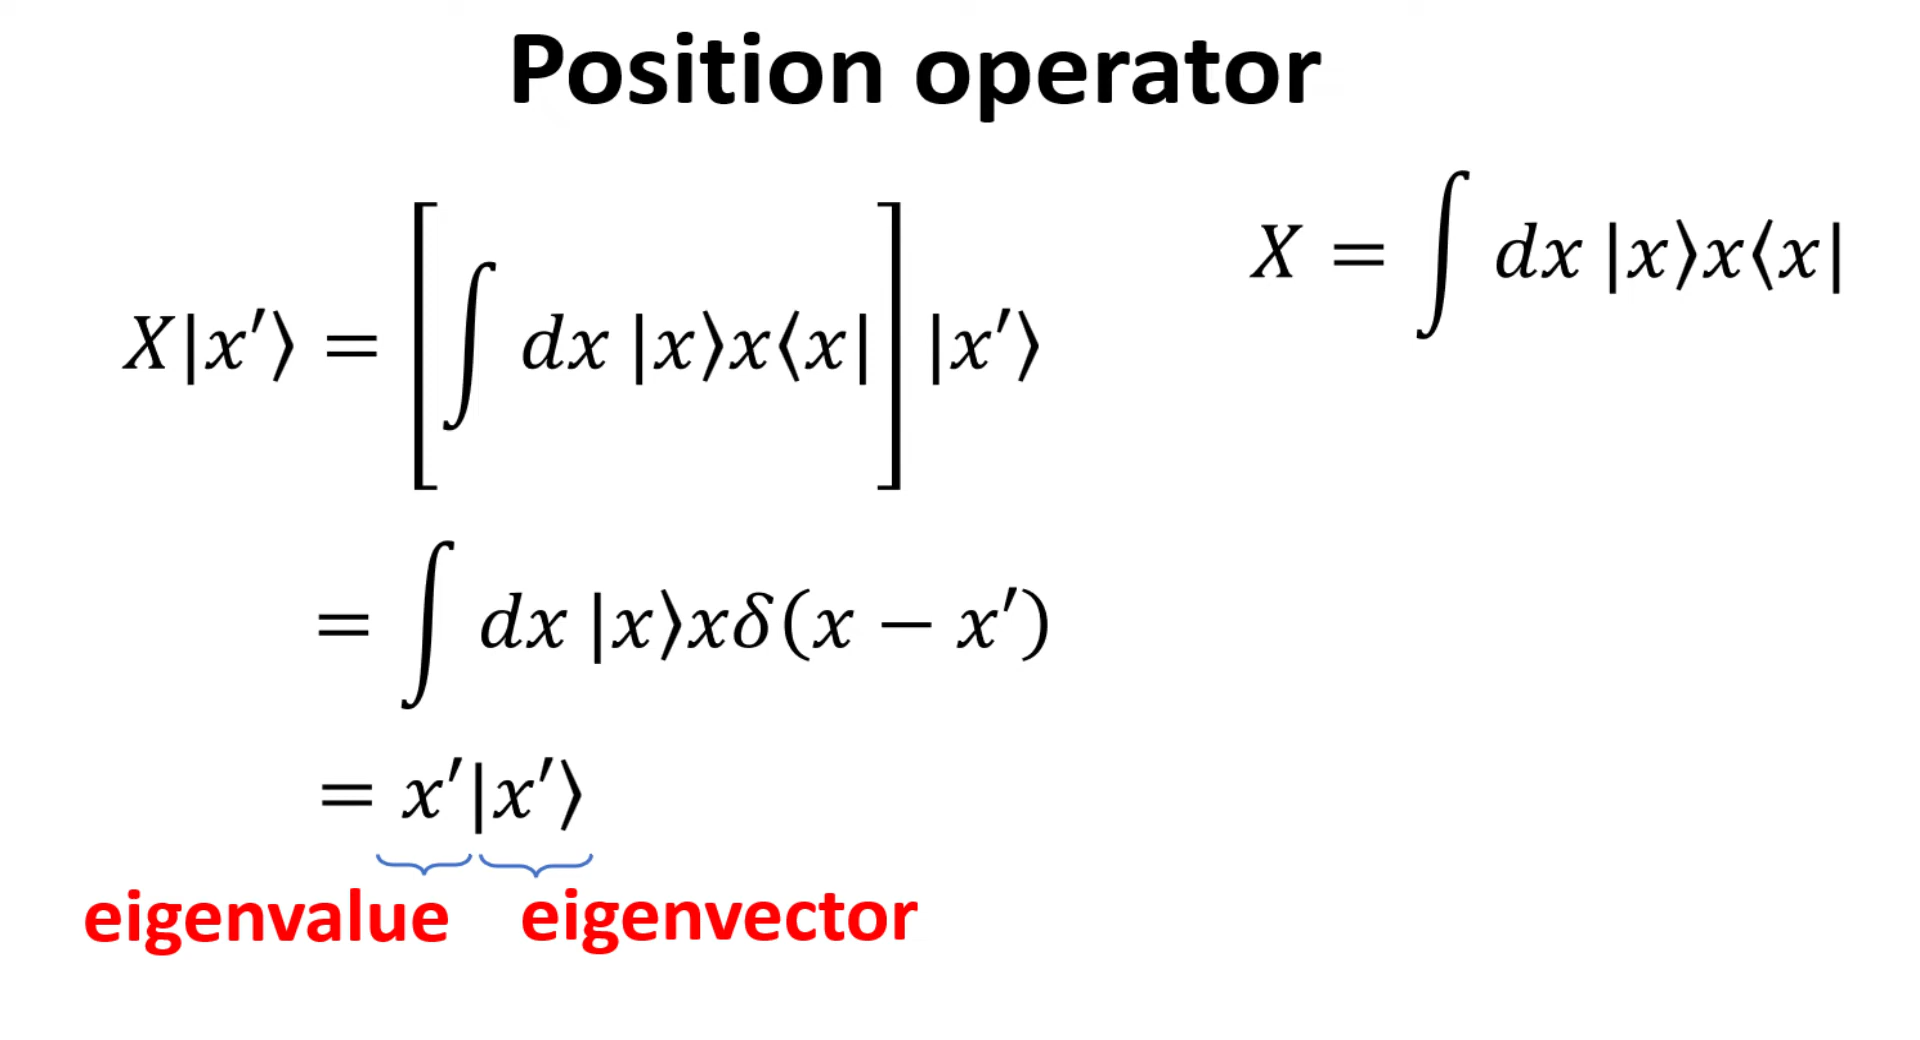 Position operator
X = ∫ dx |x⟩x⟨x|
X|x′⟩ = [∫ dx |x⟩x⟨x|] |x′⟩
= ∫ dx |x⟩xδ(x − x′)
= x′|x′⟩
eigenvalue eigenvector